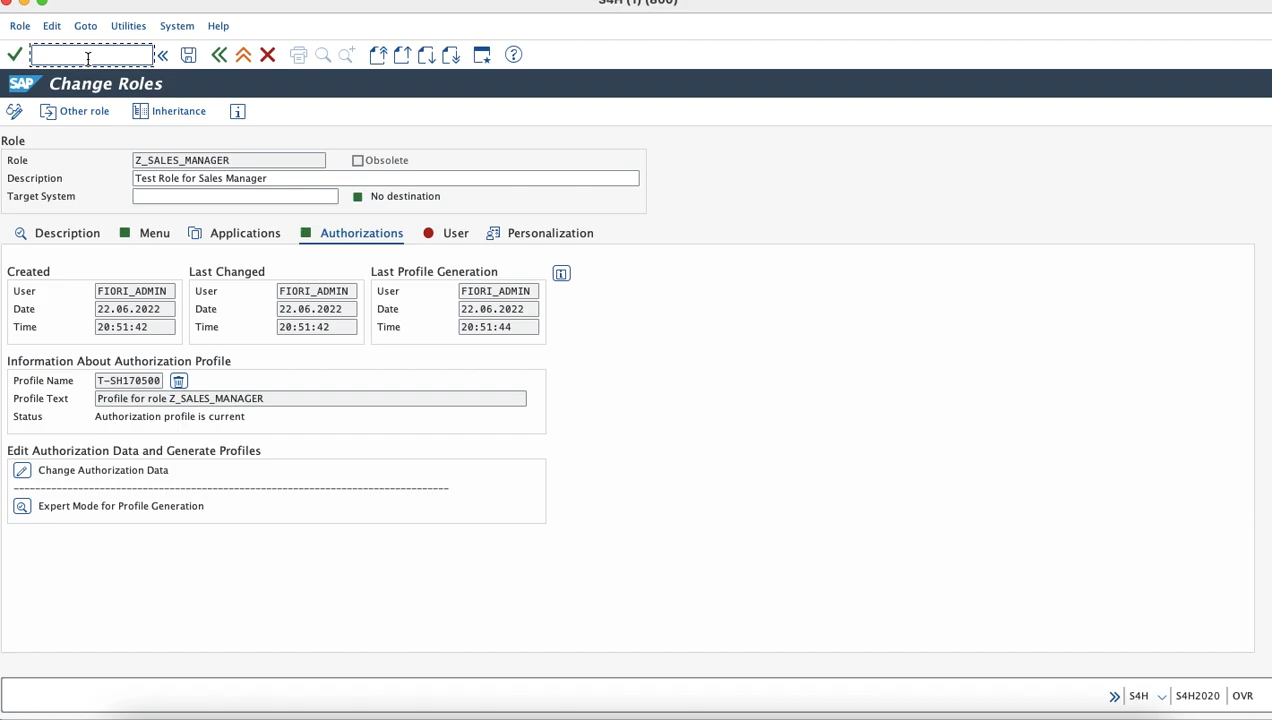 Role Edit Goto Utilities System Help
SAP Change Roles
Other role Inheritance
Role
Role Z_SALES_MANAGER Obsolete
Description Test Role for Sales Manager
Target System No destination
Description Menu Applications Authorizations User Personalization
Created Last Changed Last Profile Generation
User FIORI_ADMIN User FIORI_ADMIN User FIORI_ADMIN
Date 22.06.2022 Date 22.06.2022 Date 22.06.2022
Time 20:51:42 Time 20:51:42 Time 20:51:44
Information About Authorization Profile
Profile Name T-SH170500
Profile Text Profile for role Z_SALES_MANAGER
Status Authorization profile is current
Edit Authorization Data and Generate Profiles
Change Authorization Data
Expert Mode for Profile Generation
S4H S4H2020 OVR